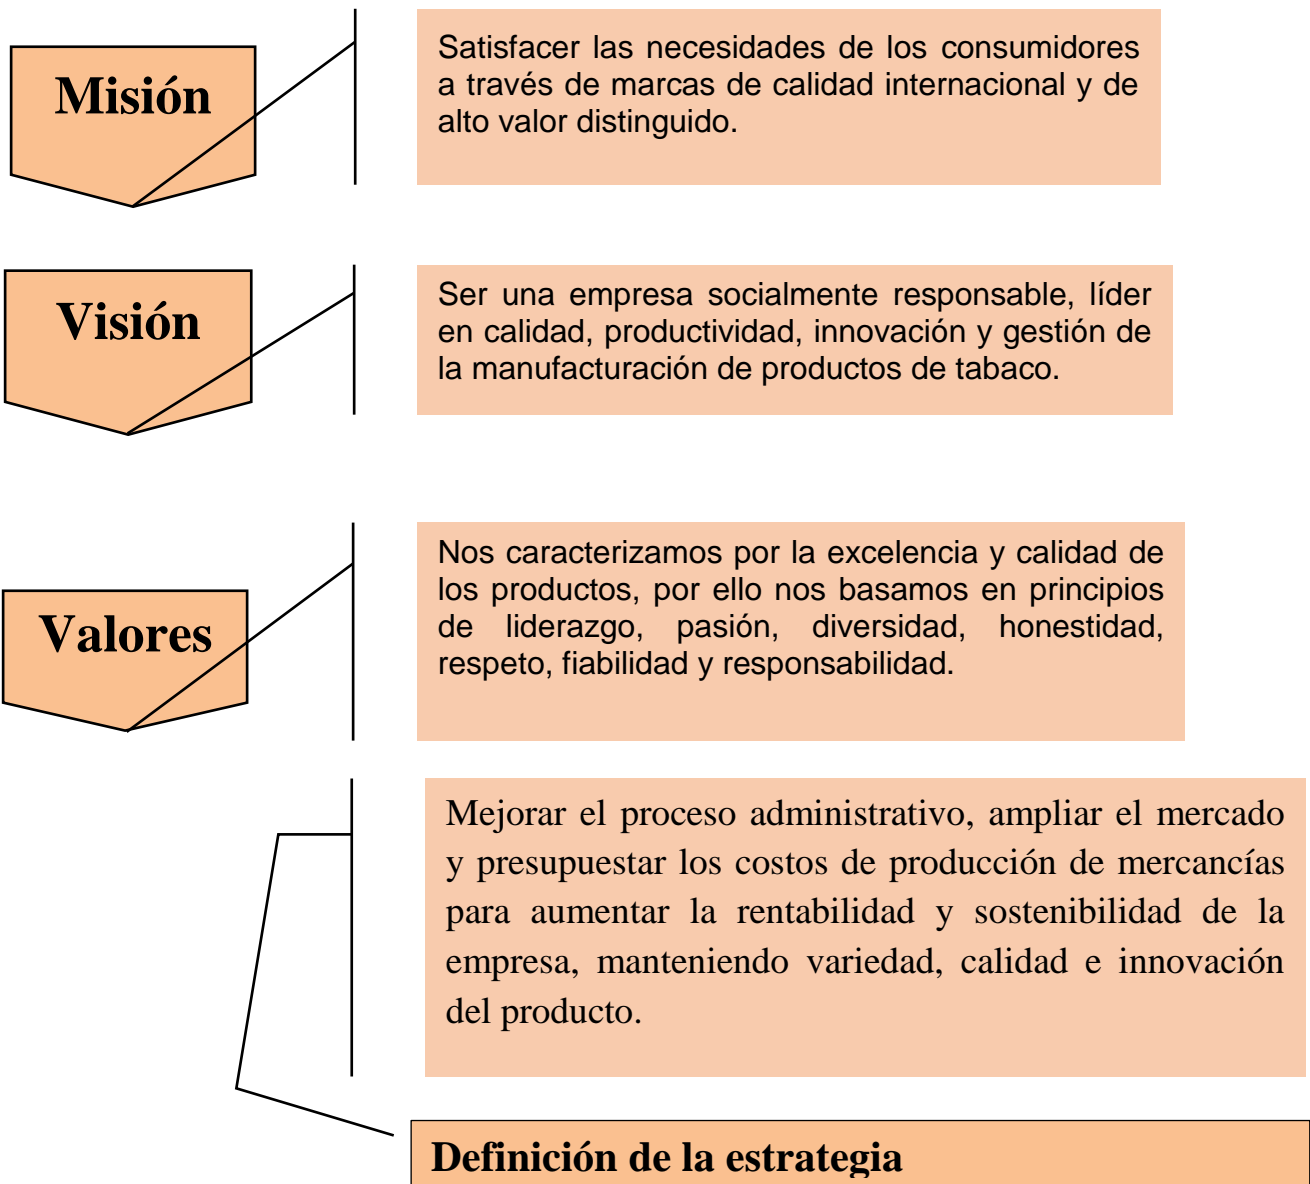 Misión
Satisfacer las necesidades de los consumidores
a través de marcas de calidad internacional y de
alto valor distinguido.
Visión
Ser una empresa socialmente responsable, líder
en calidad, productividad, innovación y gestión de
la manufacturación de productos de tabaco.
Valores
Nos caracterizamos por la excelencia y calidad de
los productos, por ello nos basamos en principios
de liderazgo, pasión, diversidad, honestidad,
respeto, fiabilidad y responsabilidad.
Mejorar el proceso administrativo, ampliar el mercado
y presupuestar los costos de producción de mercancías
para aumentar la rentabilidad y sostenibilidad de la
empresa, manteniendo variedad, calidad e innovación
del producto.
Definición de la estrategia